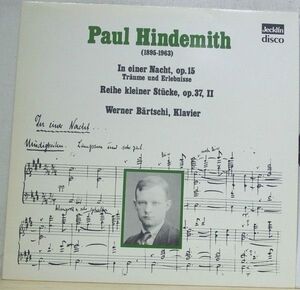 Jecklin
disco
Paul Hindemith
(1895-1963)
In einer Nacht, op.15
Träume und Erlebnisse
Reihe kleiner Stücke, op.37, II
Werner Bärtschi, Klavier
In einer Nacht...